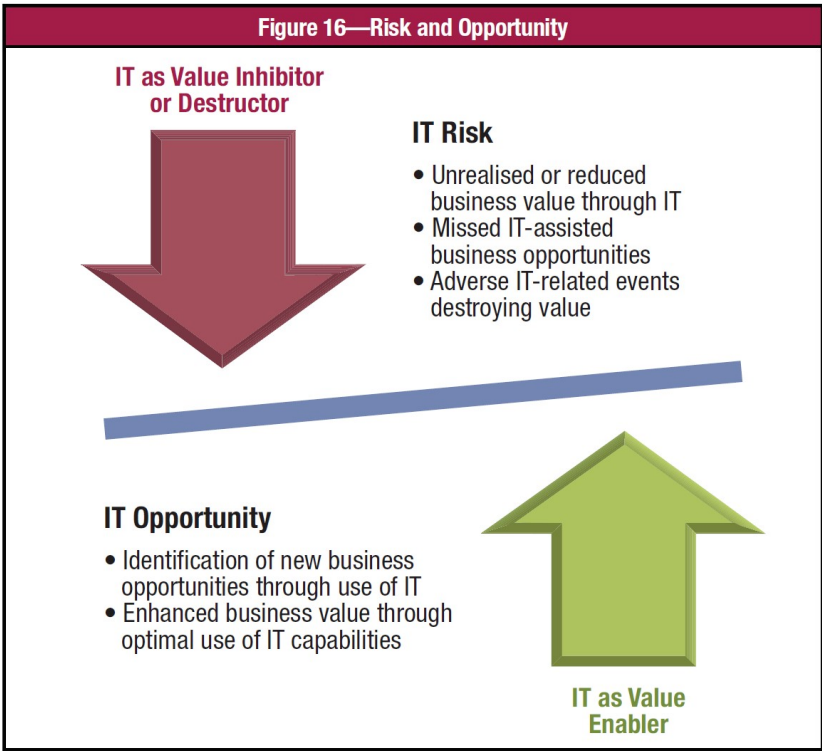 Figure 16—Risk and Opportunity
IT as Value Inhibitor
or Destructor
IT Risk
• Unrealised or reduced
business value through IT
• Missed IT-assisted
business opportunities
• Adverse IT-related events
destroying value
IT Opportunity
• Identification of new business
opportunities through use of IT
• Enhanced business value through
optimal use of IT capabilities
IT as Value
Enabler